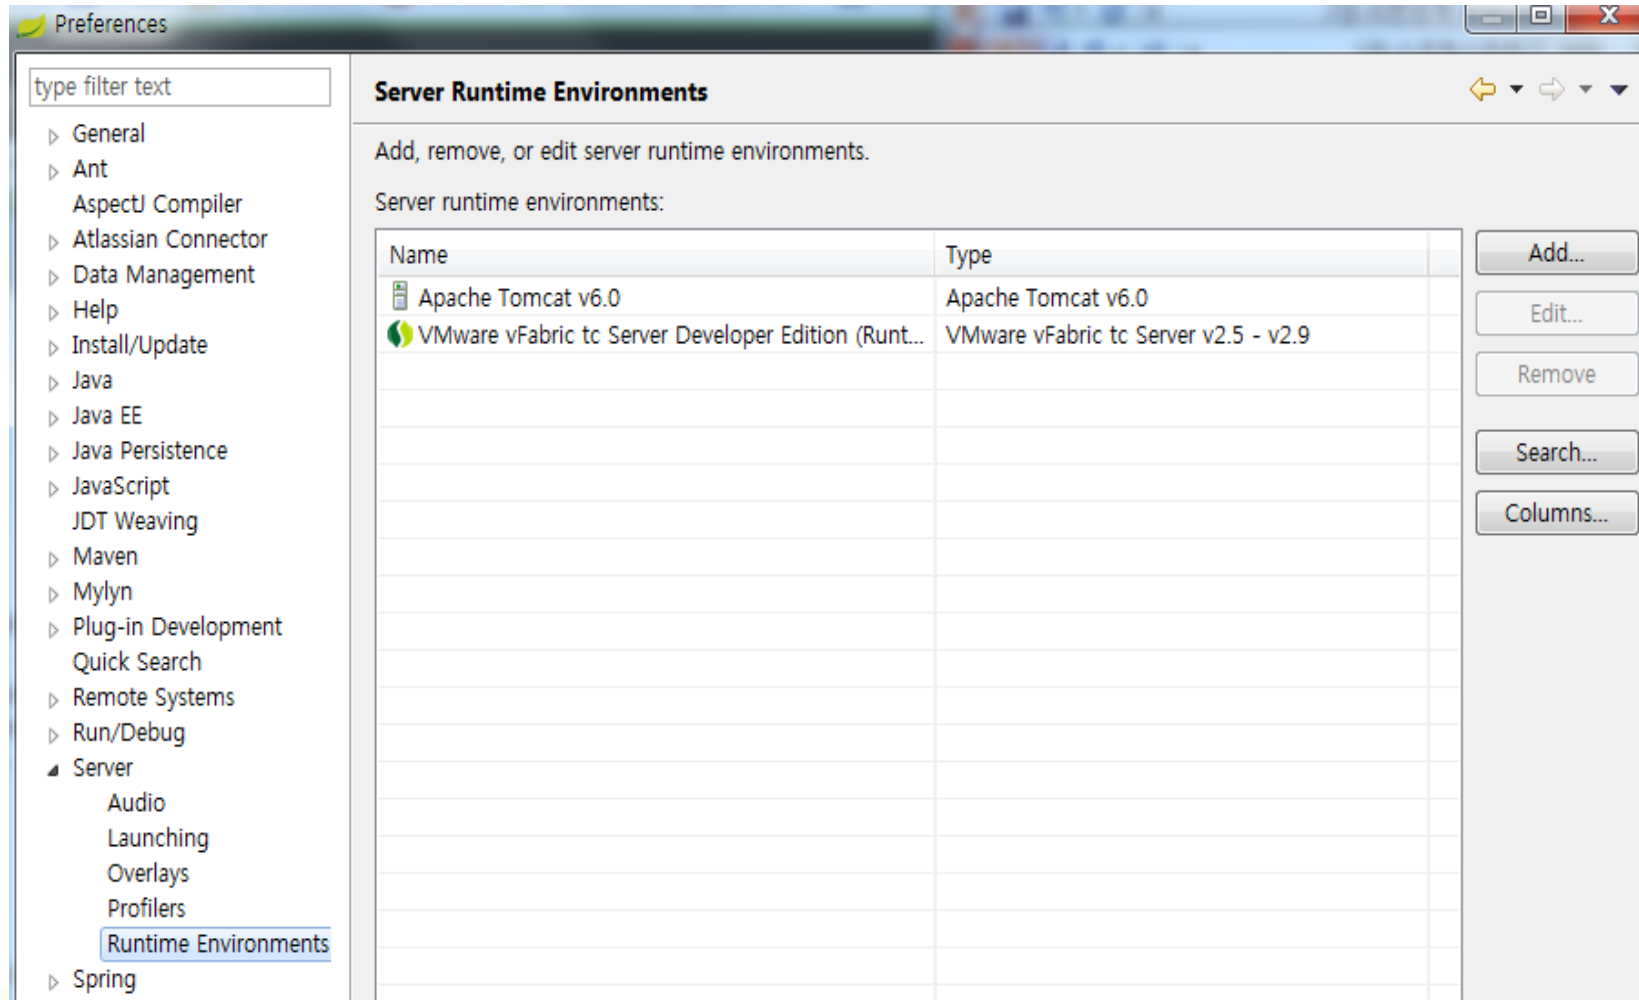 Preferences
type filter text
General
Ant
AspectJ Compiler
Atlassian Connector
Data Management
Help
Install/Update
Java
Java EE
Java Persistence
JavaScript
JDT Weaving
Maven
Mylyn
Plug-in Development
Quick Search
Remote Systems
Run/Debug
Server
Audio
Launching
Overlays
Profilers
Runtime Environments
Spring
Server Runtime Environments
Add, remove, or edit server runtime environments.
Server runtime environments:
Name Type
Apache Tomcat v6.0 Apache Tomcat v6.0
VMware vFabric tc Server Developer Edition (Runt... VMware vFabric tc Server v2.5 - v2.9
Add...
Edit...
Remove
Search...
Columns...